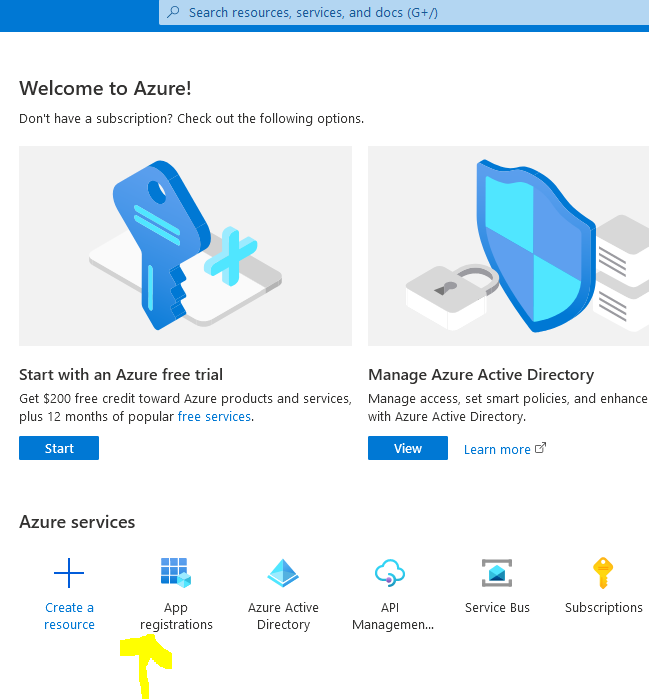 Search resources, services, and docs (G+/)
Welcome to Azure!
Don't have a subscription? Check out the following options.
Start with an Azure free trial
Get $200 free credit toward Azure products and services,
plus 12 months of popular free services.
Start
Manage Azure Active Directory
Manage access, set smart policies, and enhance
with Azure Active Directory.
View
Learn more
Azure services
Create a
resource
App
registrations
Azure Active
Directory
API
Managemen...
Service Bus
Subscriptions